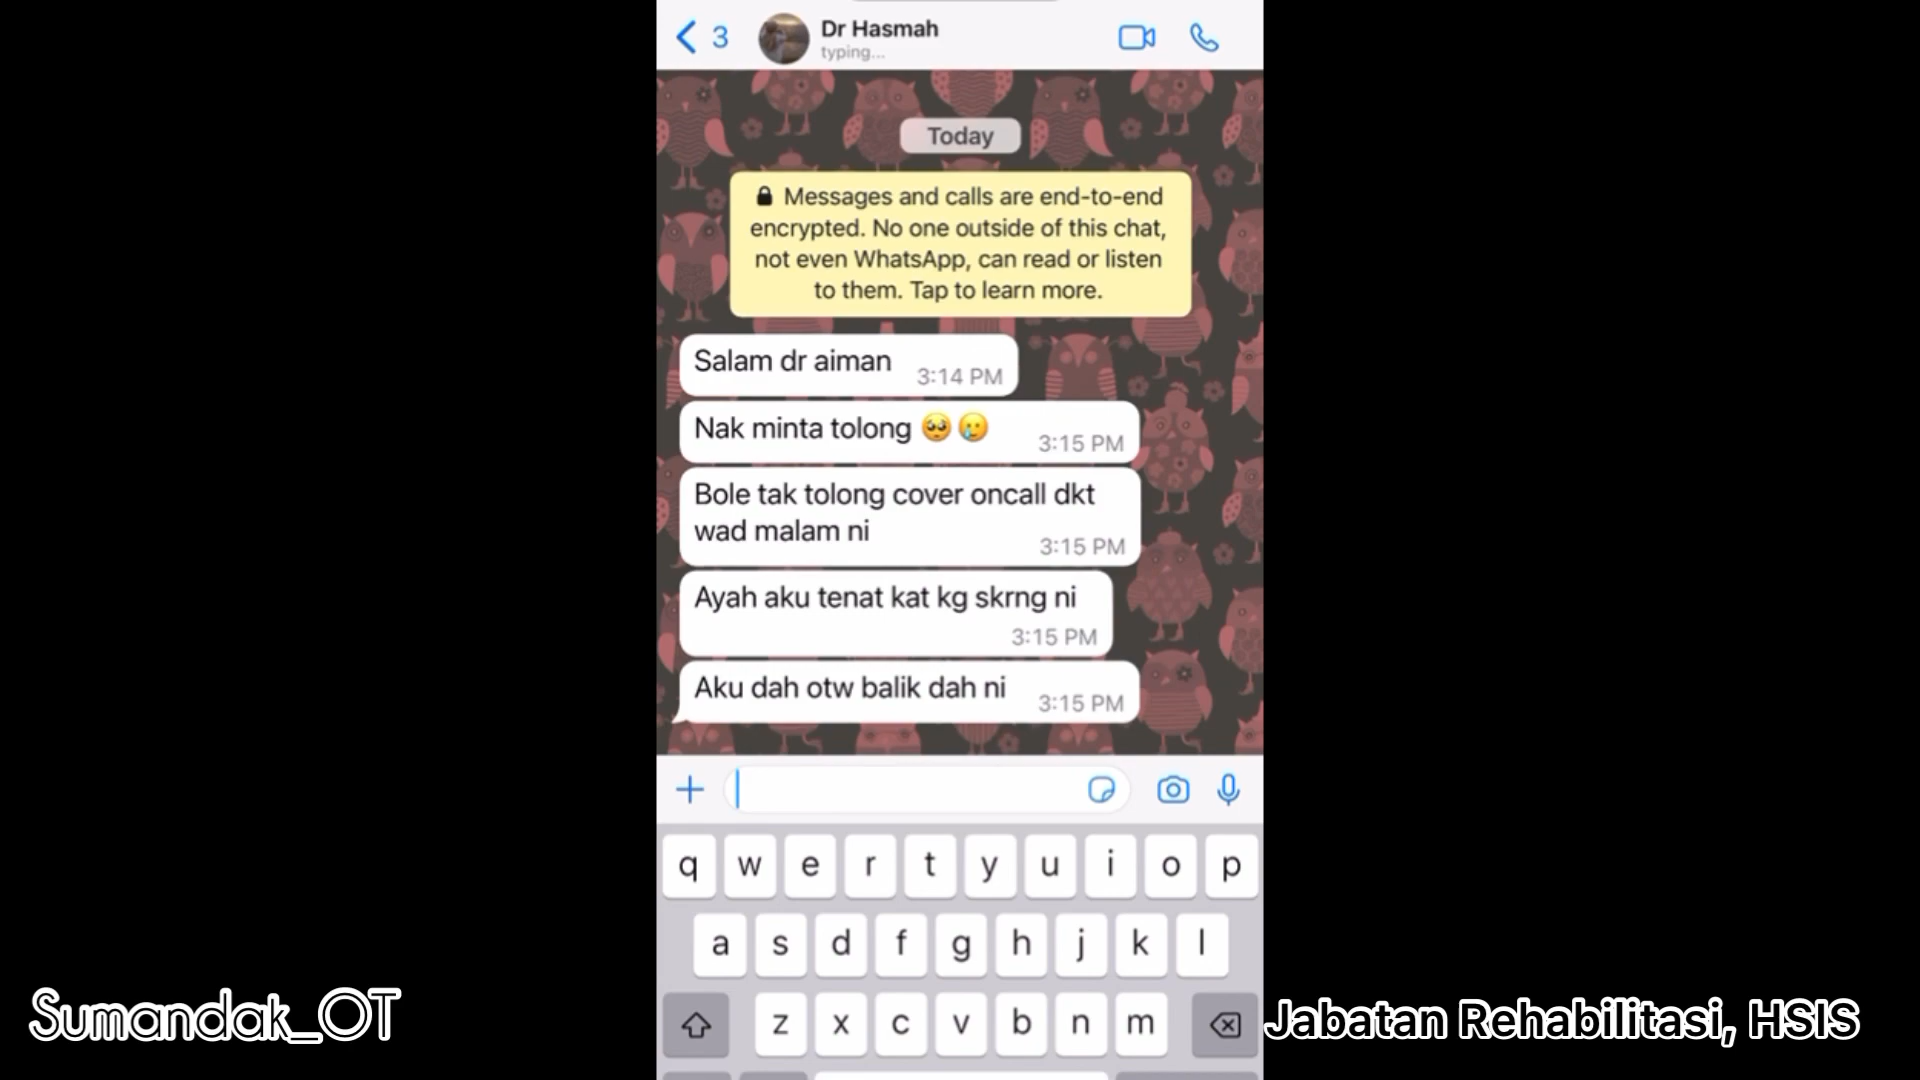 3
Dr Hasmah
typing...
Today
Messages and calls are end-to-end
encrypted. No one outside of this chat,
not even WhatsApp, can read or listen
to them. Tap to learn more.
Salam dr aiman
3:14 PM
Nak minta tolong 🥺🥲
3:15 PM
Bole tak tolong cover oncall dkt
wad malam ni
3:15 PM
Ayah aku tenat kat kg skrng ni
3:15 PM
Aku dah otw balik dah ni
3:15 PM
q w e r t y u i o p
a s d f g h j k l
z x c v b n m
Sumandak_OT
Jabatan Rehabilitasi, HSIS